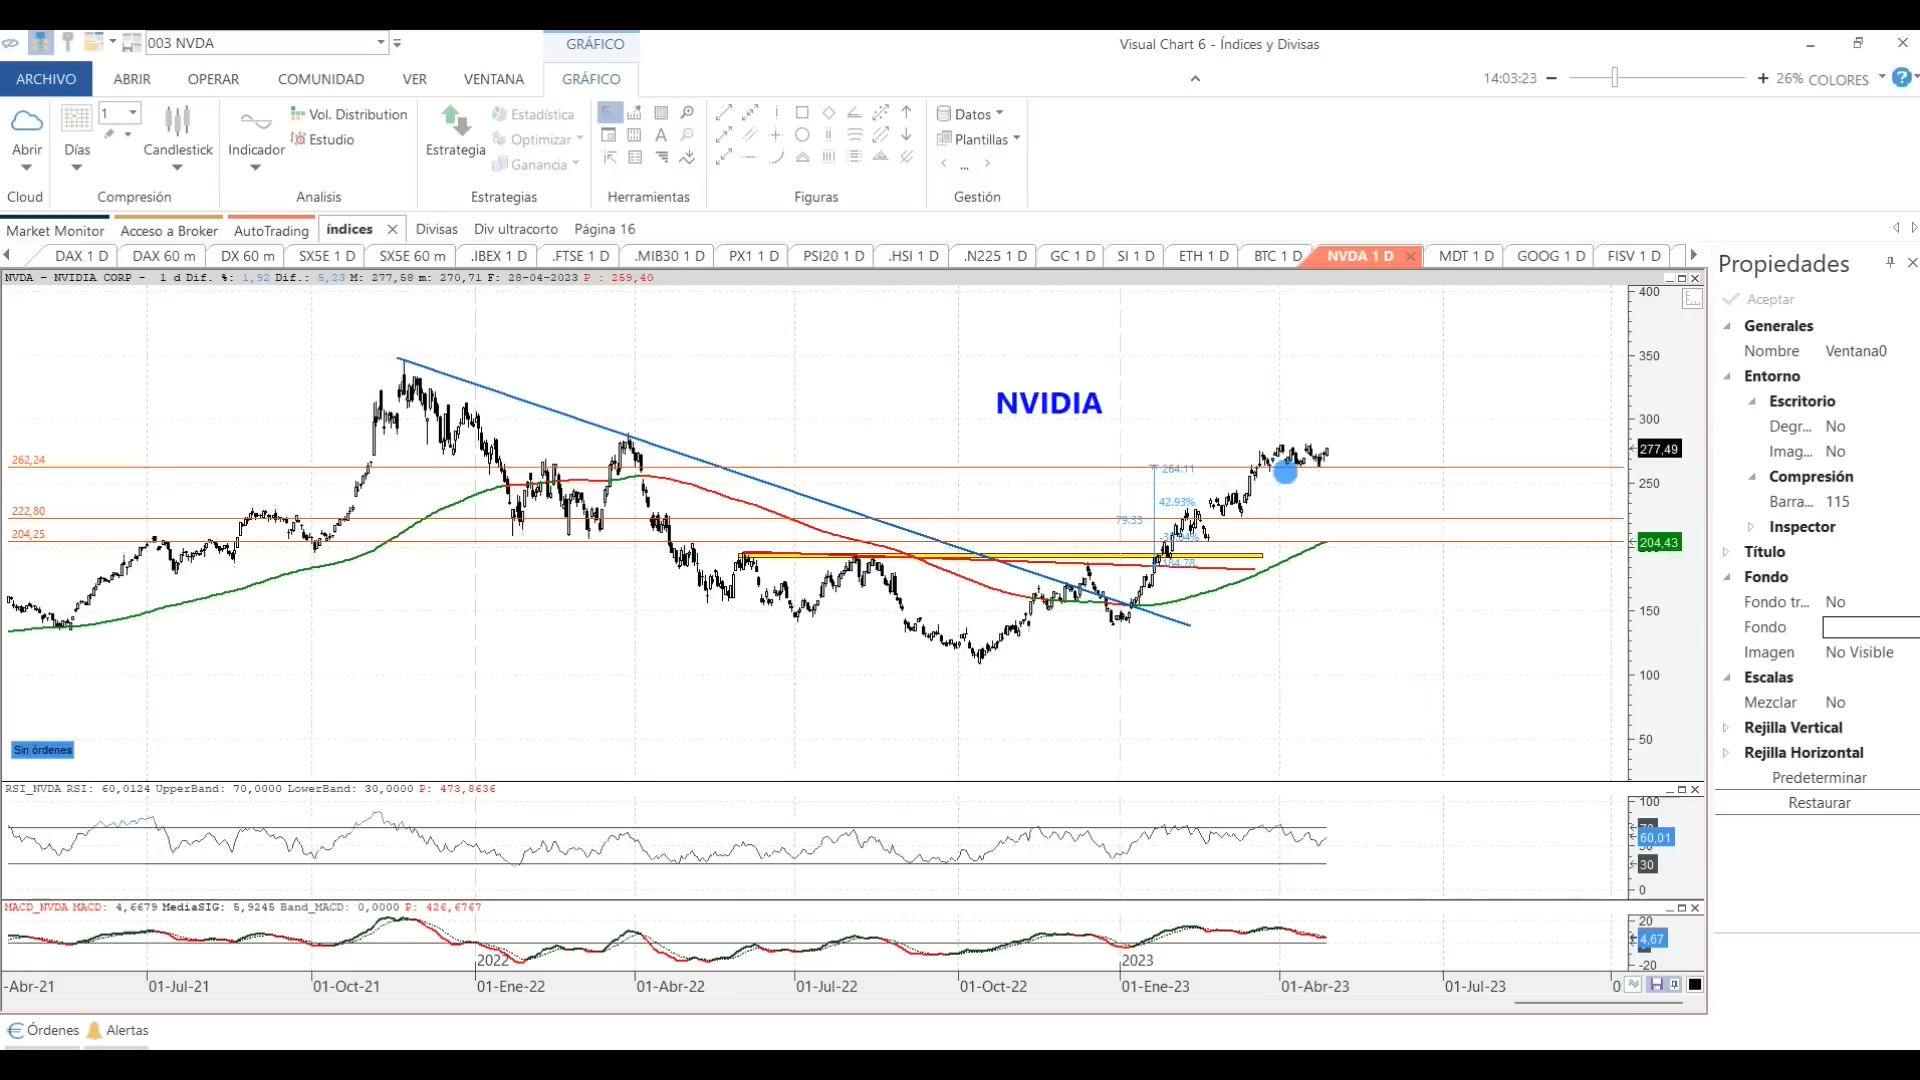 003 NVDA
GRÁFICO
Visual Chart 6 - Índices y Divisas
ARCHIVO ABRIR OPERAR COMUNIDAD VER VENTANA GRÁFICO
14:03:23 26% COLORES
1 Vol. Distribution Estadística Datos
Estudio Optimizar Plantillas
Abrir Días Candlestick Indicador Estrategia Ganancia ...
Cloud Compresión Analisis Estrategias Herramientas Figuras Gestión
Market Monitor Acceso a Broker AutoTrading índices Divisas Div ultracorto Página 16
DAX 1 D DAX 60 m DX 60 m SX5E 1 D SX5E 60 m .IBEX 1 D .FTSE 1 D .MIB30 1 D PX1 1 D PSI20 1 D .HSI 1 D .N225 1 D GC 1 D SI 1 D ETH 1 D BTC 1 D NVDA 1 D MDT 1 D GOOG 1 D FISV 1 D
NVDA - NVIDIA CORP - 1 d Dif. %: 1,92 Dif.: 5,23 M: 277,58 m: 270,71 F: 28-04-2023 P : 259,40
400
350
NVIDIA
300
277,49
262,24
264.11
250
42.93%
222,80
79.33
204,25
204,43
184.78
150
100
50
Sin órdenes
RSI_NVDA RSI: 60,0124 UpperBand: 70,0000 LowerBand: 30,0000 P: 473,8636
100
60,01
30
0
MACD_NVDA MACD: 4,6679 MediaSIG: 5,9245 Band_MACD: 0,0000 P: 426,6767
20
4,67
-20
2022 2023
-Abr-21 01-Jul-21 01-Oct-21 01-Ene-22 01-Abr-22 01-Jul-22 01-Oct-22 01-Ene-23 01-Abr-23 01-Jul-23 0
Órdenes Alertas
Propiedades
Aceptar
Generales
Nombre Ventana0
Entorno
Escritorio
Degr... No
Imag... No
Compresión
Barra... 115
Inspector
Título
Fondo
Fondo tr... No
Fondo
Imagen No Visible
Escalas
Mezclar No
Rejilla Vertical
Rejilla Horizontal
Predeterminar
Restaurar